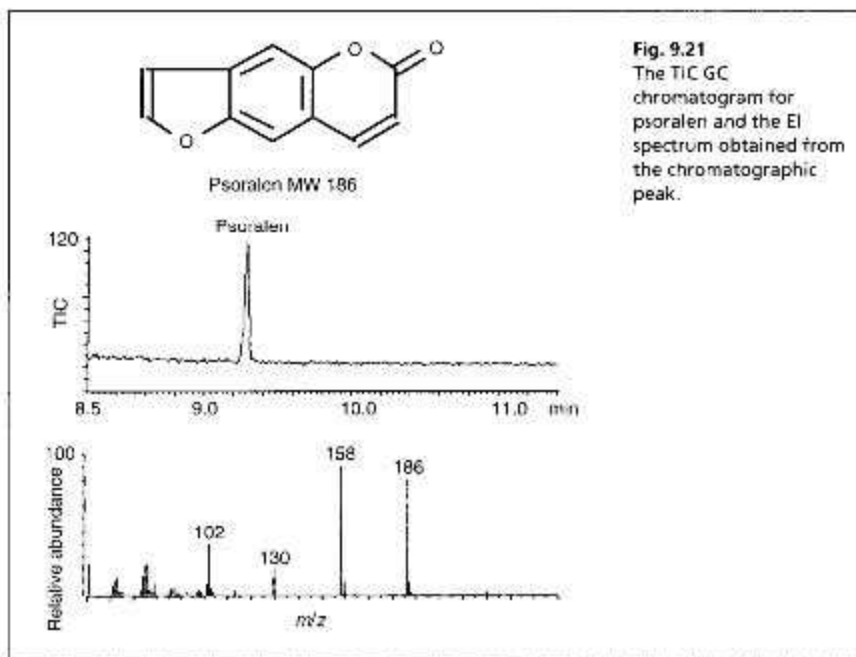 O O
O
Psoralen MW 186
Fig. 9.21
The TIC GC
chromatogram for
psoralen and the EI
spectrum obtained from
the chromatographic
peak.
Psoralen
120
TIC
8.5 9.0 10.0 11.0 min
100
Relative abundance
158
186
102
130
m/z